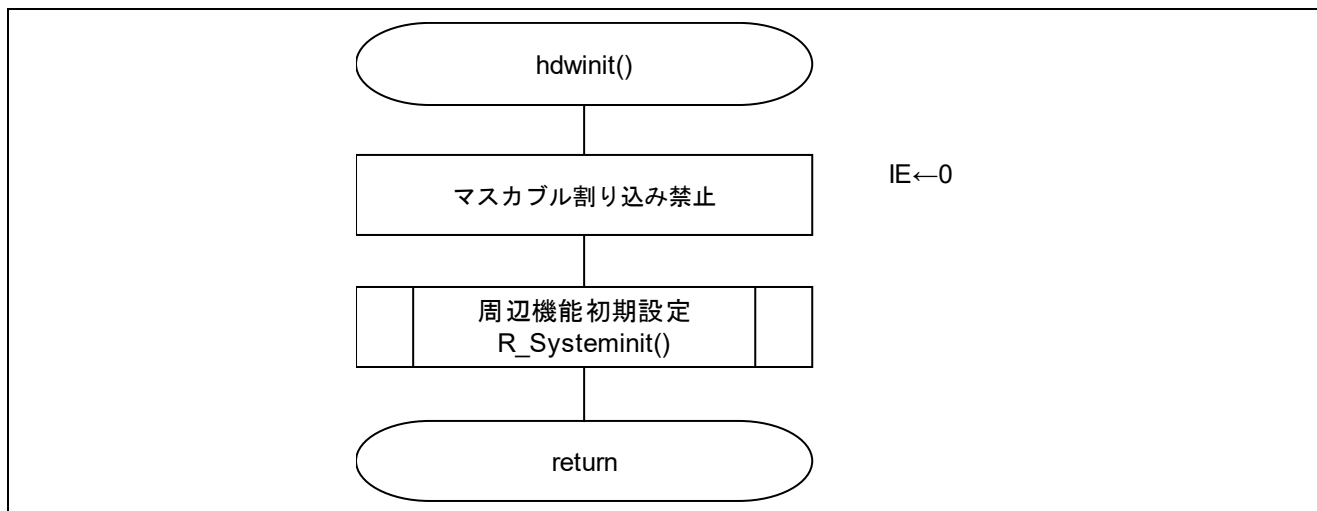 hdwinit()
マスカブル割り込み禁止
IE←0
周辺機能初期設定
R_Systeminit()
return